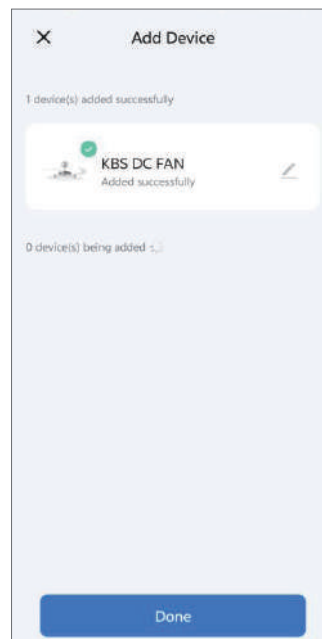 Add Device
1 device(s) added successfully
KBS DC FAN
Added successfully
0 device(s) being added
Done